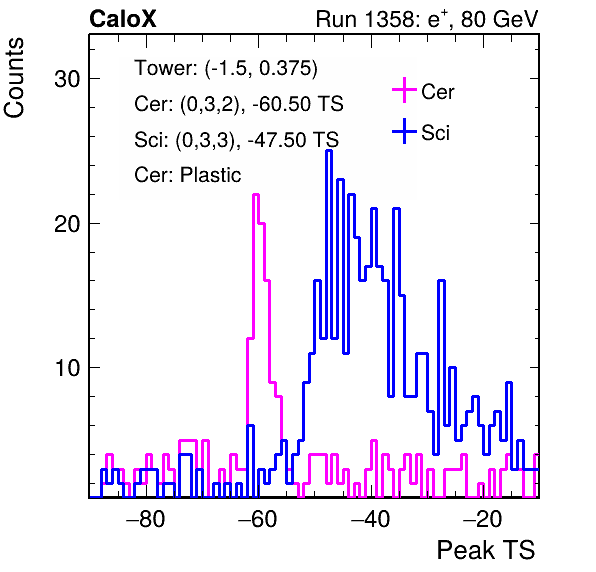 CaloX Run 1358: e⁺, 80 GeV
Counts
30
20
10
Tower: (-1.5, 0.375)
Cer: (0,3,2), -60.50 TS
Sci: (0,3,3), -47.50 TS
Cer: Plastic
Cer
Sci
−80 −60 −40 −20
Peak TS